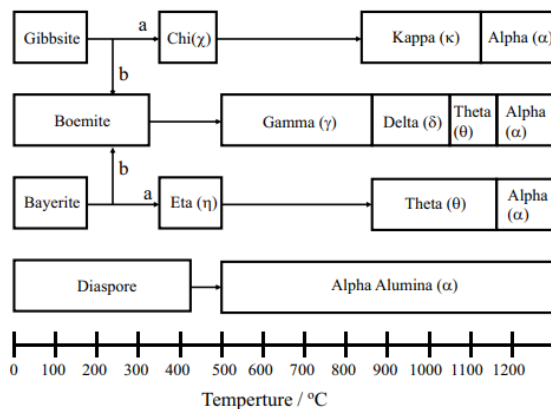 Gibbsite a Chi(χ) Kappa (κ) Alpha (α)
b
Boemite Gamma (γ) Delta (δ) Theta (θ) Alpha (α)
b
Bayerite a Eta (η) Theta (θ) Alpha (α)
Diaspore Alpha Alumina (α)
0 100 200 300 400 500 600 700 800 900 1000 1100 1200
Temperture / ºC